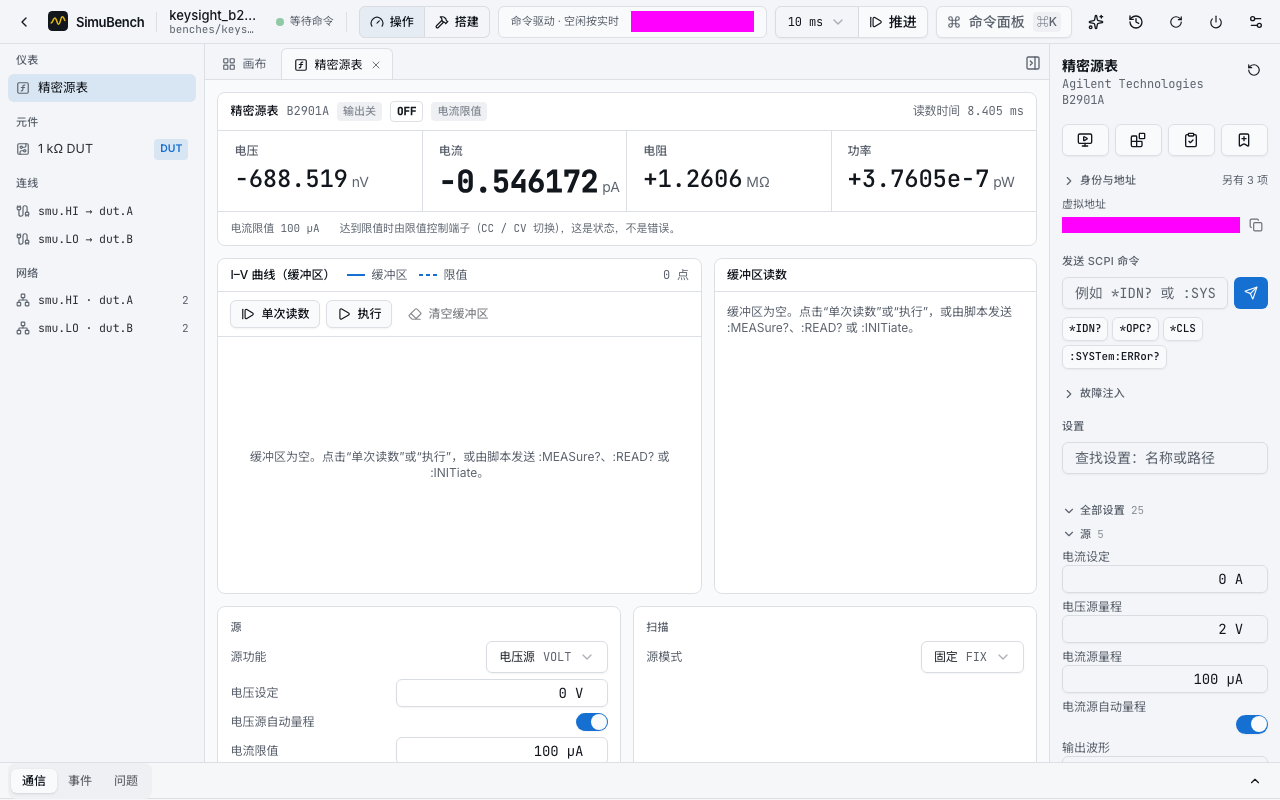 SimuBench
keysight_b2...
benches/keys…
等待命令
操作
搭建
命令驱动 · 空闲按实时
10 ms
推进
命令面板
⌘K
仪表
精密源表
元件
1 kΩ DUT
DUT
连线
smu.HI → dut.A
smu.LO → dut.B
网络
smu.HI · dut.A 2
smu.LO · dut.B 2
画布
精密源表
精密源表 B2901A 输出关 OFF 电流限值
读数时间 8.405 ms
电压
-688.519 nV
电流
-0.546172 pA
电阻
+1.2606 MΩ
功率
+3.7605e-7 pW
电流限值 100 µA 达到限值时由限值控制端子（CC / CV 切换），这是状态，不是错误。
I–V 曲线（缓冲区） 缓冲区 限值 0 点
单次读数
执行
清空缓冲区
缓冲区为空。点击“单次读数”或“执行”，或由脚本发送 :MEASure?、:READ? 或
:INITiate。
缓冲区读数
缓冲区为空。点击“单次读数”或“执行”，或由脚本发送
:MEASure?、:READ? 或 :INITiate。
源
源功能
电压源 VOLT
电压设定
0 V
电压源自动量程
电流限值
100 µA
扫描
源模式
固定 FIX
精密源表
Agilent Technologies
B2901A
身份与地址
另有 3 项
虚拟地址
发送 SCPI 命令
例如 *IDN? 或 :SYS
*IDN?
*OPC?
*CLS
:SYSTem:ERRor?
故障注入
设置
查找设置：名称或路径
全部设置 25
源 5
电流设定
0 A
电压源量程
2 V
电流源量程
100 µA
电流源自动量程
输出波形
通信
事件
问题